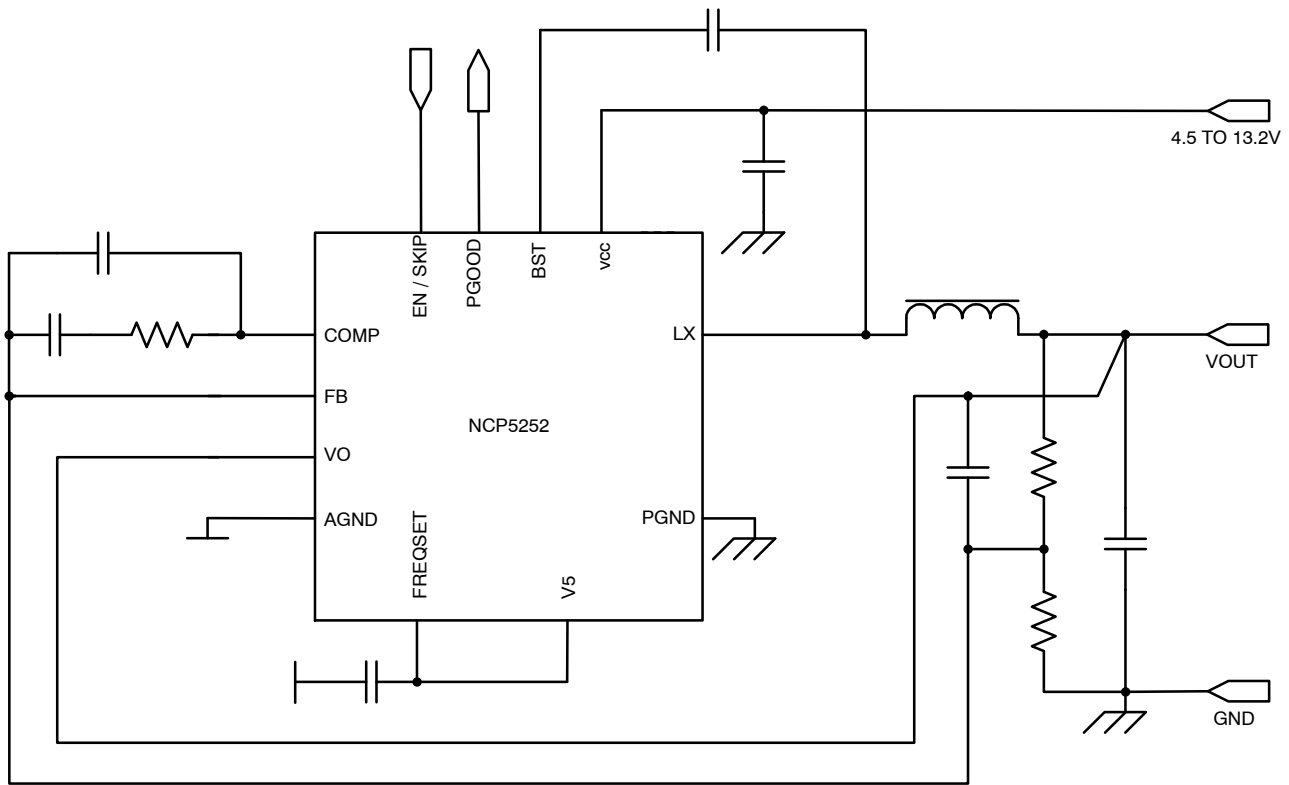 4.5 TO 13.2V
EN / SKIP
PGOOD
BST
vcc
COMP
LX
VOUT
FB
NCP5252
VO
AGND
PGND
FREQSET
V5
GND